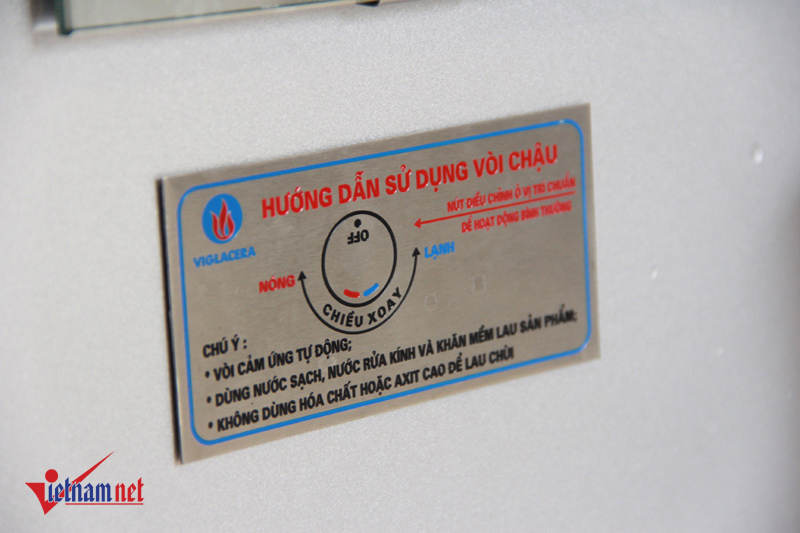 HƯỚNG DẪN SỬ DỤNG VÒI CHẬU
VIGLACERA
NÚT ĐIỀU CHỈNH Ở VỊ TRÍ CHUẨN
ĐỂ HOẠT ĐỘNG BÌNH THƯỜNG
OFF
NÓNG
LẠNH
CHIỀU XOAY
CHÚ Ý :
• VÒI CẢM ỨNG TỰ ĐỘNG;
• DÙNG NƯỚC SẠCH, NƯỚC RỬA KÍNH VÀ KHĂN MỀM LAU SẢN PHẨM;
• KHÔNG DÙNG HÓA CHẤT HOẶC AXIT CAO ĐỂ LAU CHÙI
Vietnamnet